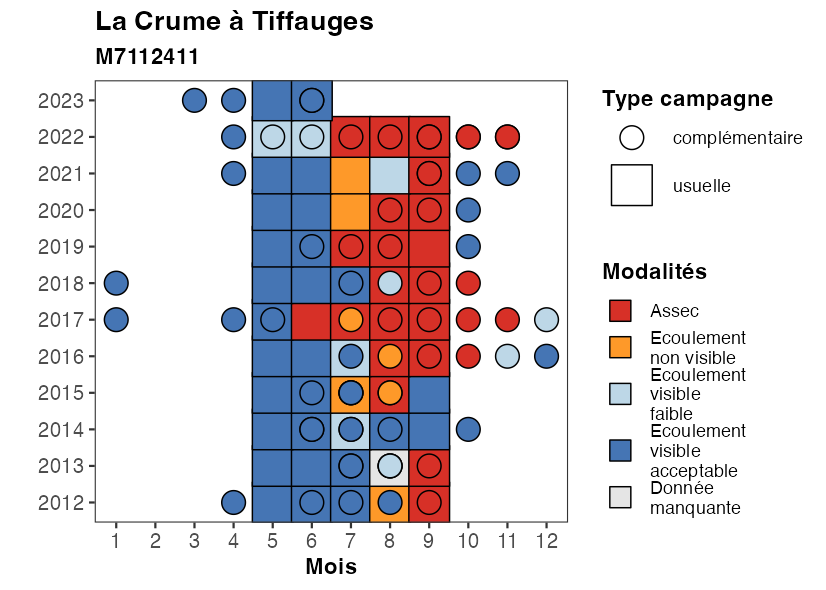 La Crume à Tiffauges
M7112411
2023
2022
2021
2020
2019
2018
2017
2016
2015
2014
2013
2012
1 2 3 4 5 6 7 8 9 10 11 12
Mois
Type campagne
complémentaire
usuelle
Modalités
Assec
Ecoulement
non visible
Ecoulement
visible
faible
Ecoulement
visible
acceptable
Donnée
manquante